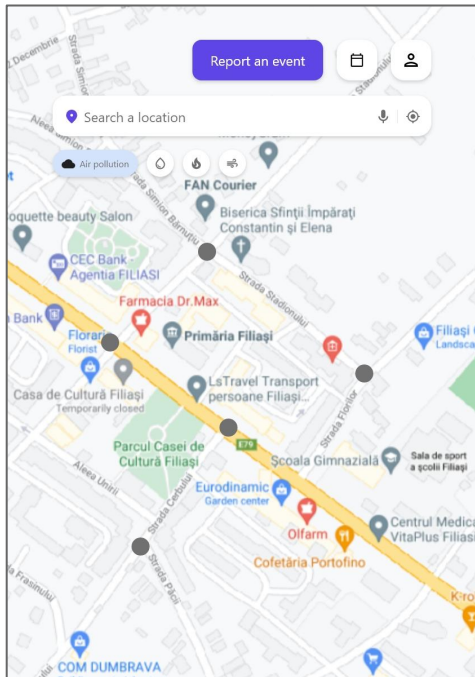 2 Decembrie
Strada Simion
Report an event
Search a location
Air pollution
FAN Courier
Strada Simion Bărnuțiu
oquette beauty Salon
Biserica Sfinții Împărați
Constantin și Elena
CEC Bank
Agentia FILIASI
Strada Stadionului
Farmacia Dr.Max
Bank
Florari
Florist
Primăria Filiași
Filiași
Landsca
LsTravel Transport
persoane Filiași...
Casa de Cultură Filiași
Temporarily closed
Strada Florilor
E79
Parcul Casei de
Cultură Filiași
Școala Gimnazială
Sala de sport
a școlii Filiași
Aleea Unirii
Eurodinamic
Garden center
Strada Cerbului
Olfarm
Centrul Medica
VitaPlus Filiasi
Cofetăria Portofino
Strada Păcii
a Frasinului
K-ro
COM DUMBRAVA